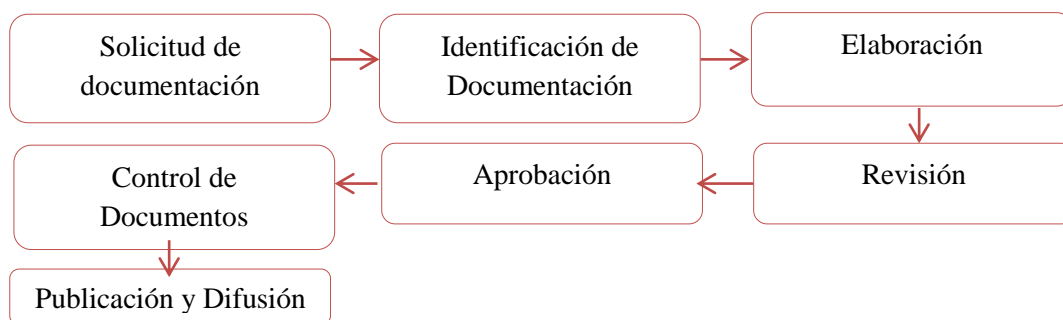 Solicitud de
documentación
Identificación de
Documentación
Elaboración
Revisión
Aprobación
Control de
Documentos
Publicación y Difusión